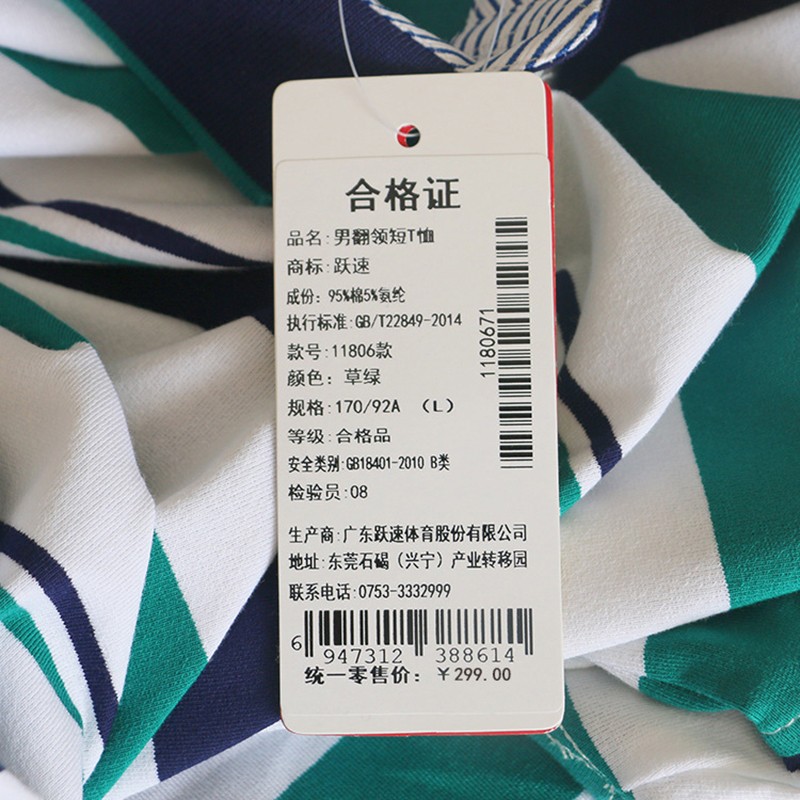 合格证
品名:男翻领短T恤
商标:跃速
成份：95%棉5%氨纶
执行标准:GB/T22849-2014
款号:11806款
颜色：草绿
规格:170/92A （L）
等级:合格品
安全类别:GB18401-2010 B类
检验员:08
1180671
生产商:广东跃速体育股份有限公司
地址:东莞石碣（兴宁）产业转移园
联系电话:0753-3332999
6 947312 388614
统一零售价：￥299.00